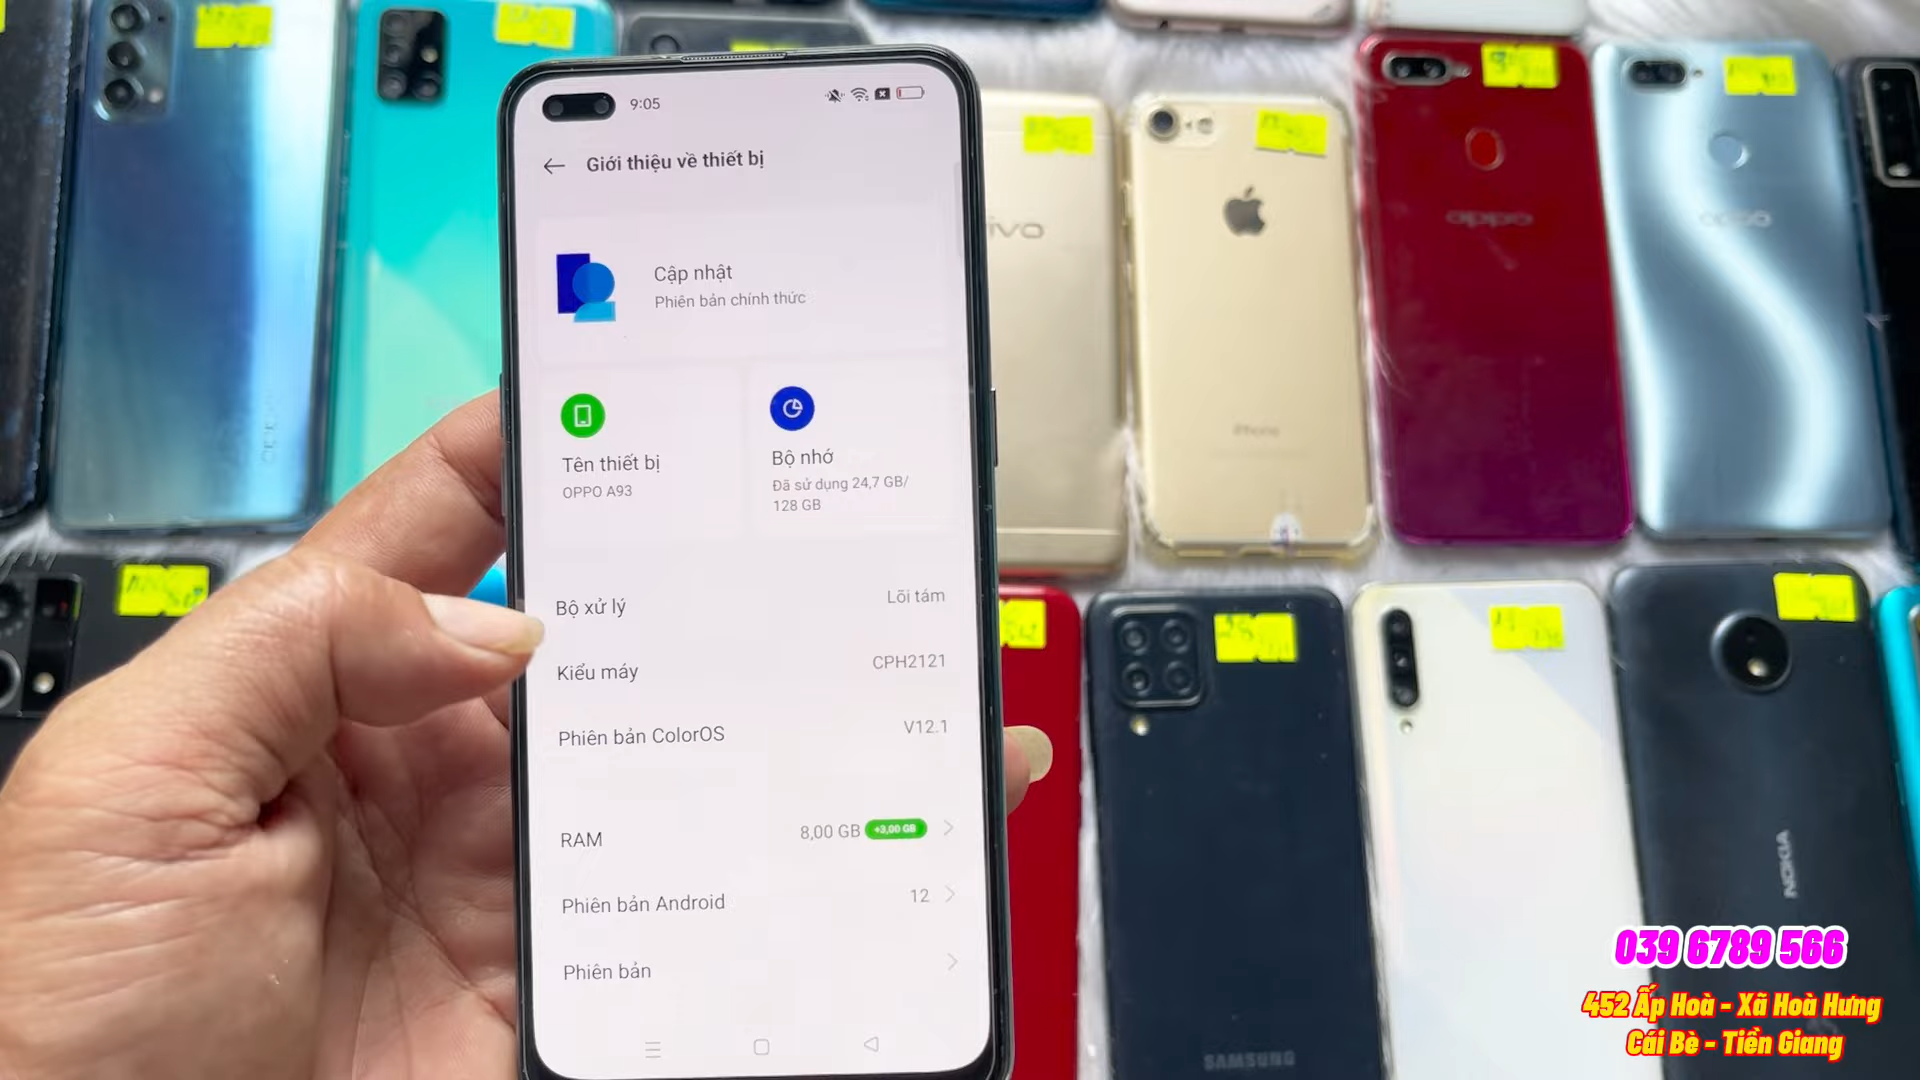 9:05
Giới thiệu về thiết bị
Cập nhật
Phiên bản chính thức
Tên thiết bị
OPPO A93
Bộ nhớ
Đã sử dụng 24,7 GB/
128 GB
Bộ xử lý
Lõi tám
Kiểu máy
CPH2121
Phiên bản ColorOS
V12.1
RAM
8,00 GB
+3,00 GB
Phiên bản Android
12
Phiên bản
ivo
iPhone
oppo
oppo
SAMSUNG
NOKIA
039 6789 566
452 Ấp Hoà - Xã Hoà Hưng
Cái Bè - Tiền Giang